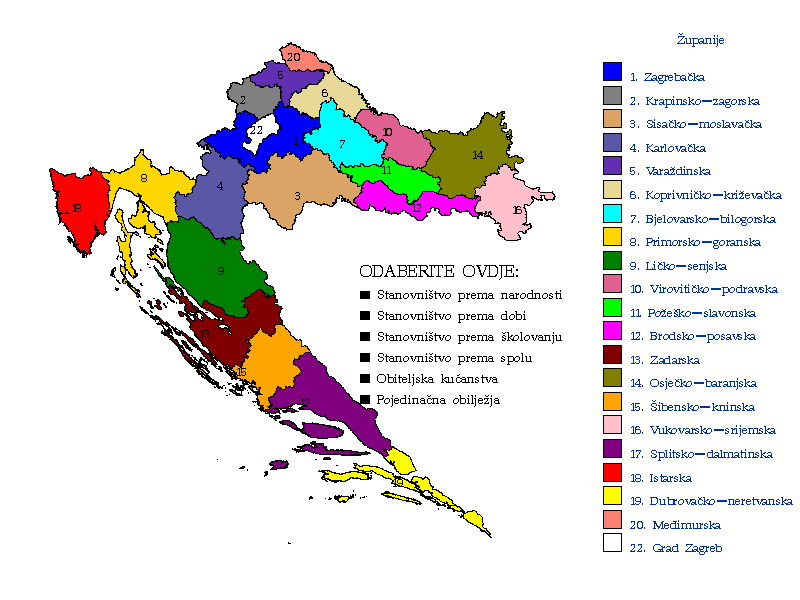 Županije
1. Zagrebačka
2. Krapinsko-zagorska
3. Sisačko-moslavačka
4. Karlovačka
5. Varaždinska
6. Koprivničko-križevačka
7. Bjelovarsko-bilogorska
8. Primorsko-goranska
9. Ličko-senjska
10. Virovitičko-podravska
11. Požeško-slavonska
12. Brodsko-posavska
13. Zadarska
14. Osječko-baranjska
15. Šibensko-kninska
16. Vukovarsko-srijemska
17. Splitsko-dalmatinska
18. Istarska
19. Dubrovačko-neretvanska
20. Međimurska
22. Grad Zagreb
20
5
2
6
22
1
7
10
11
14
8
4
3
18
12
16
9
13
15
17
19
ODABERITE OVDJE:
Stanovništvo prema narodnosti
Stanovništvo prema dobi
Stanovništvo prema školovanju
Stanovništvo prema spolu
Obiteljska kućanstva
Pojedinačna obilježja